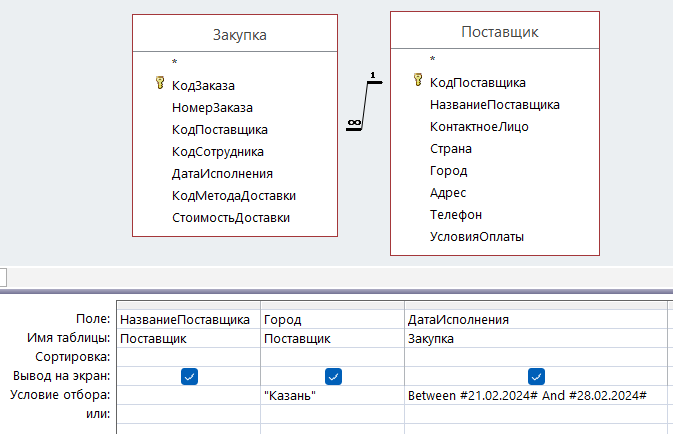 Закупка
*
КодЗаказа
НомерЗаказа
КодПоставщика
КодСотрудника
ДатаИсполнения
КодМетодаДоставки
СтоимостьДоставки
1
∞
Поставщик
*
КодПоставщика
НазваниеПоставщика
КонтактноеЛицо
Страна
Город
Адрес
Телефон
УсловияОплаты
Поле: НазваниеПоставщика Город ДатаИсполнения
Имя таблицы: Поставщик Поставщик Закупка
Сортировка:
Вывод на экран:
Условие отбора: "Казань" Between #21.02.2024# And #28.02.2024#
или: